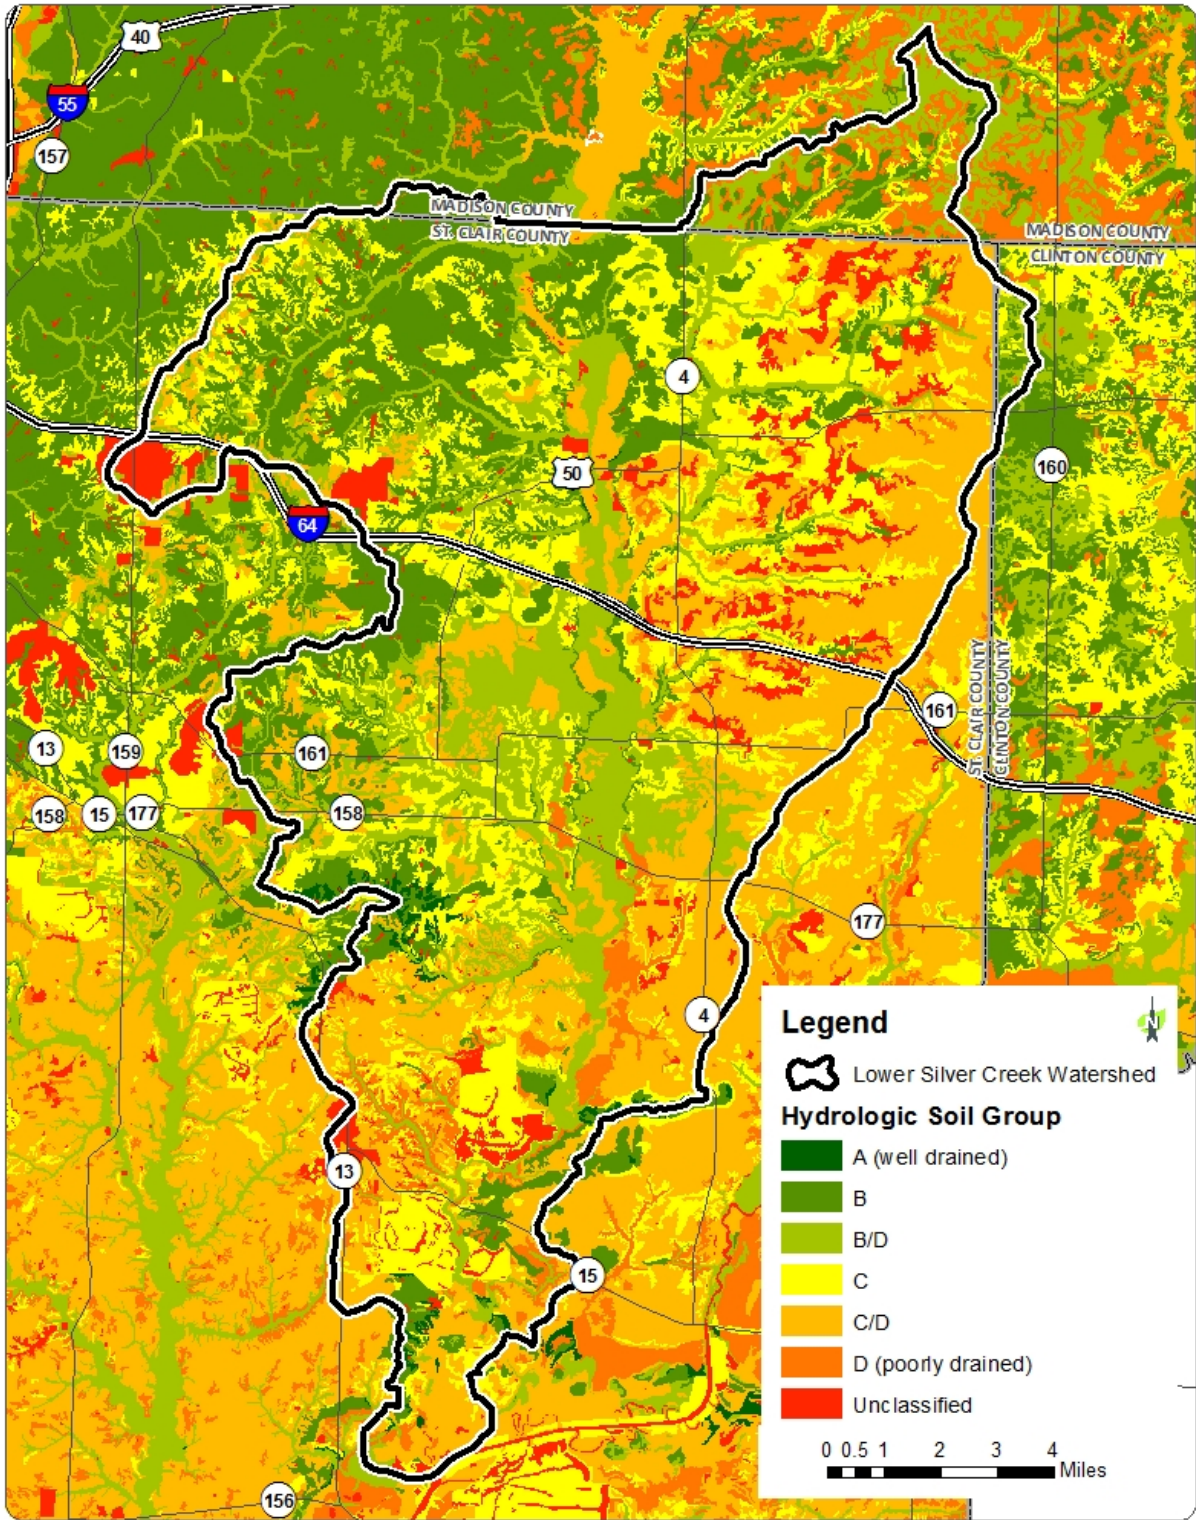 40
55
157
MADISON COUNTY
ST. CLAIR COUNTY
MADISON COUNTY
CLINTON COUNTY
4
50
160
64
ST. CLAIR COUNTY
CLINTON COUNTY
161
13
159
161
158
15
177
158
177
4
13
15
156
Legend
N
Lower Silver Creek Watershed
Hydrologic Soil Group
A (well drained)
B
B/D
C
C/D
D (poorly drained)
Unclassified
0 0.5 1 2 3 4
Miles